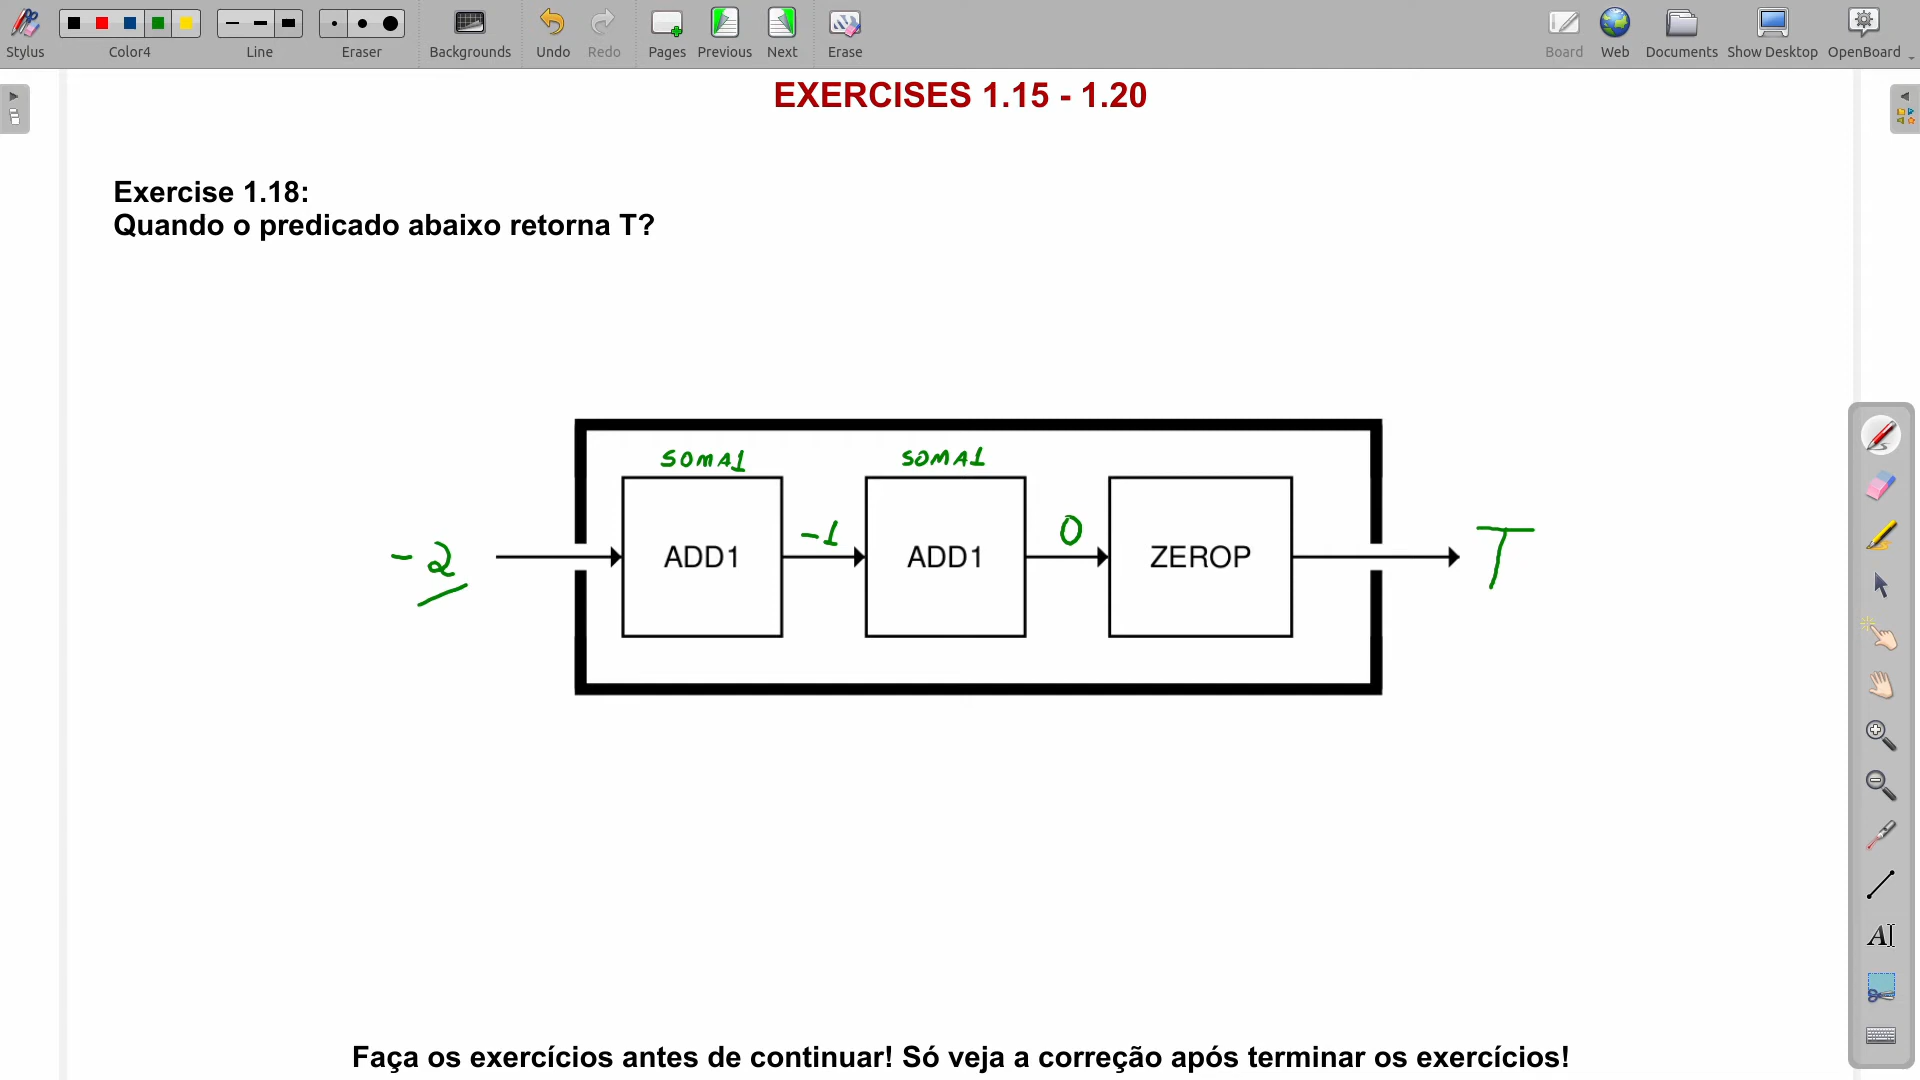 Stylus Color4 Line Eraser Backgrounds Undo Redo Pages Previous Next Erase Board Web Documents Show Desktop OpenBoard
EXERCISES 1.15 - 1.20
Exercise 1.18:
Quando o predicado abaixo retorna T?
SOMA1 SOMA1
-2 ADD1 -1 ADD1 0 ZEROP T
Faça os exercícios antes de continuar! Só veja a correção após terminar os exercícios!